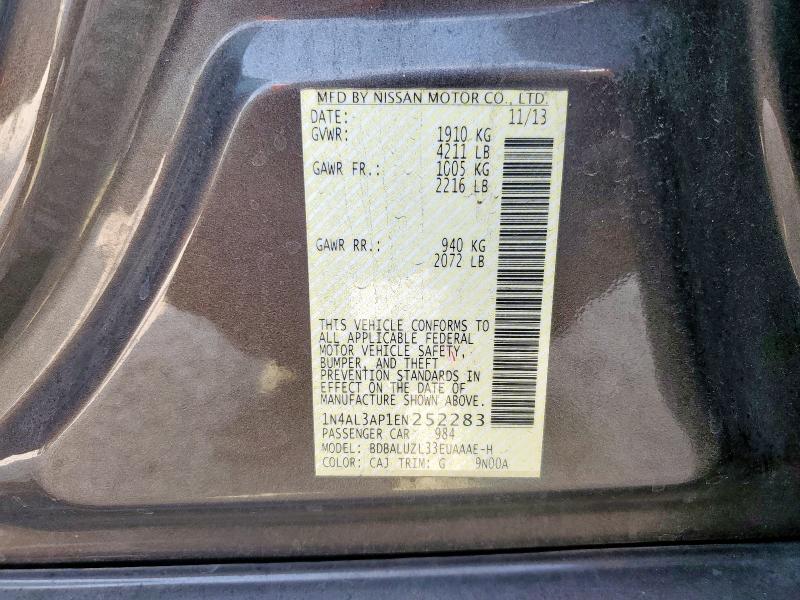 MFD BY NISSAN MOTOR CO., LTD.
DATE: 11/13
GVWR: 1910 KG
4211 LB
GAWR FR.: 1005 KG
2216 LB
GAWR RR.: 940 KG
2072 LB
THIS VEHICLE CONFORMS TO
ALL APPLICABLE FEDERAL
MOTOR VEHICLE SAFETY,
BUMPER, AND THEFT
PREVENTION STANDARDS IN
EFFECT ON THE DATE OF
MANUFACTURE SHOWN ABOVE.
1N4AL3AP1EN252283
PASSENGER CAR 984
MODEL: BDBALUZL33EUAAAE-H
COLOR: CAJ TRIM: G 9N00A